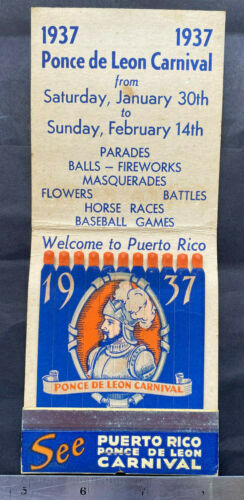 1937 1937
Ponce de Leon Carnival
from
Saturday, January 30th
to
Sunday, February 14th
PARADES
BALLS - FIREWORKS
MASQUERADES
FLOWERS BATTLES
HORSE RACES
BASEBALL GAMES
Welcome to Puerto Rico
1937
PONCE DE LEON CARNIVAL
See PUERTO RICO
PONCE DE LEON
CARNIVAL
5 6 7 8